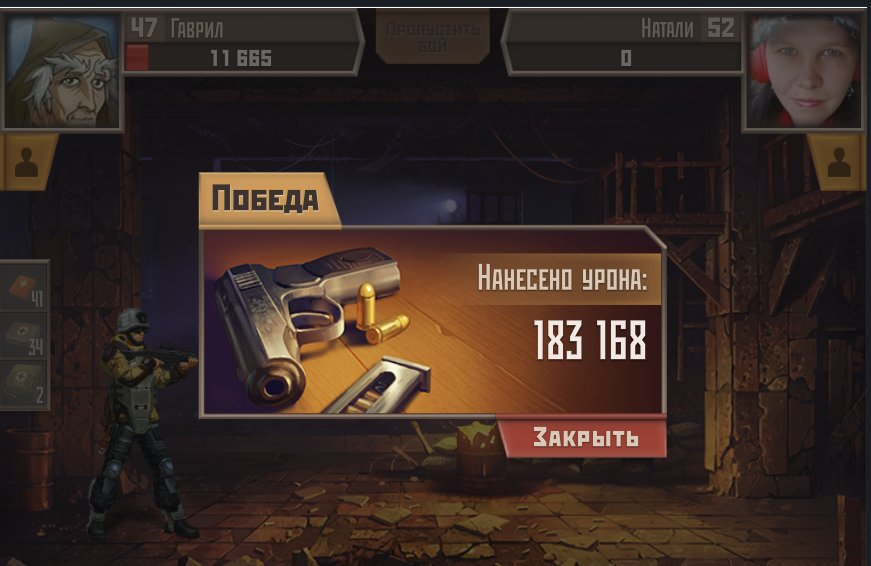 47 Гаврил
11 665
Пропустить
бой
Натали 52
0
Победа
Нанесено урона:
183 168
Закрыть
41
34
2